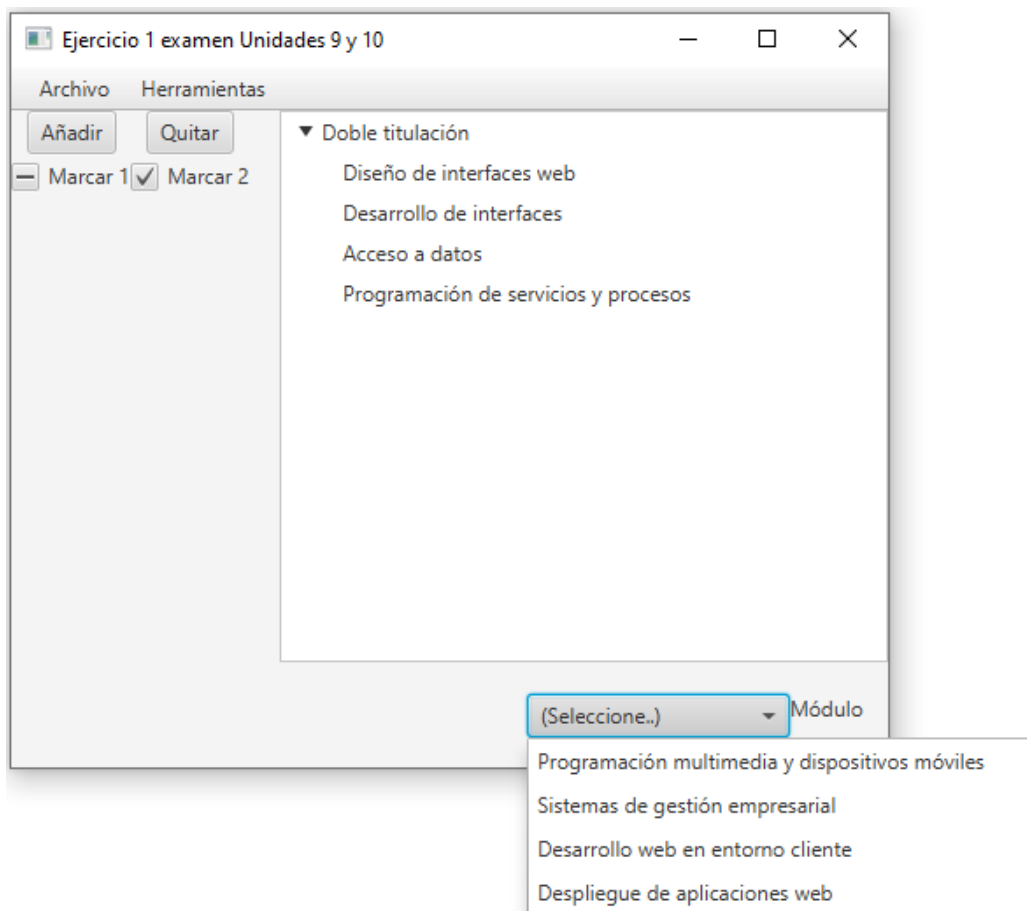 Ejercicio 1 examen Unidades 9 y 10
Archivo Herramientas
Añadir Quitar
Marcar 1 Marcar 2
Doble titulación
Diseño de interfaces web
Desarrollo de interfaces
Acceso a datos
Programación de servicios y procesos
(Seleccione..) Módulo
Programación multimedia y dispositivos móviles
Sistemas de gestión empresarial
Desarrollo web en entorno cliente
Despliegue de aplicaciones web